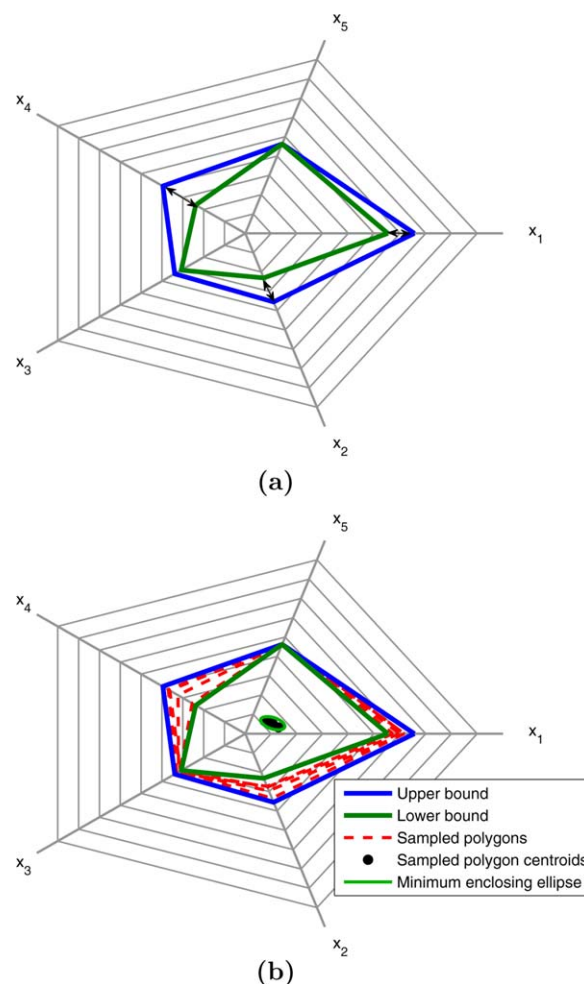 x5
x4
x1
x3
x2
(a)
x5
x4
x1
Upper bound
Lower bound
Sampled polygons
Sampled polygon centroids
Minimum enclosing ellipse
x3
x2
(b)